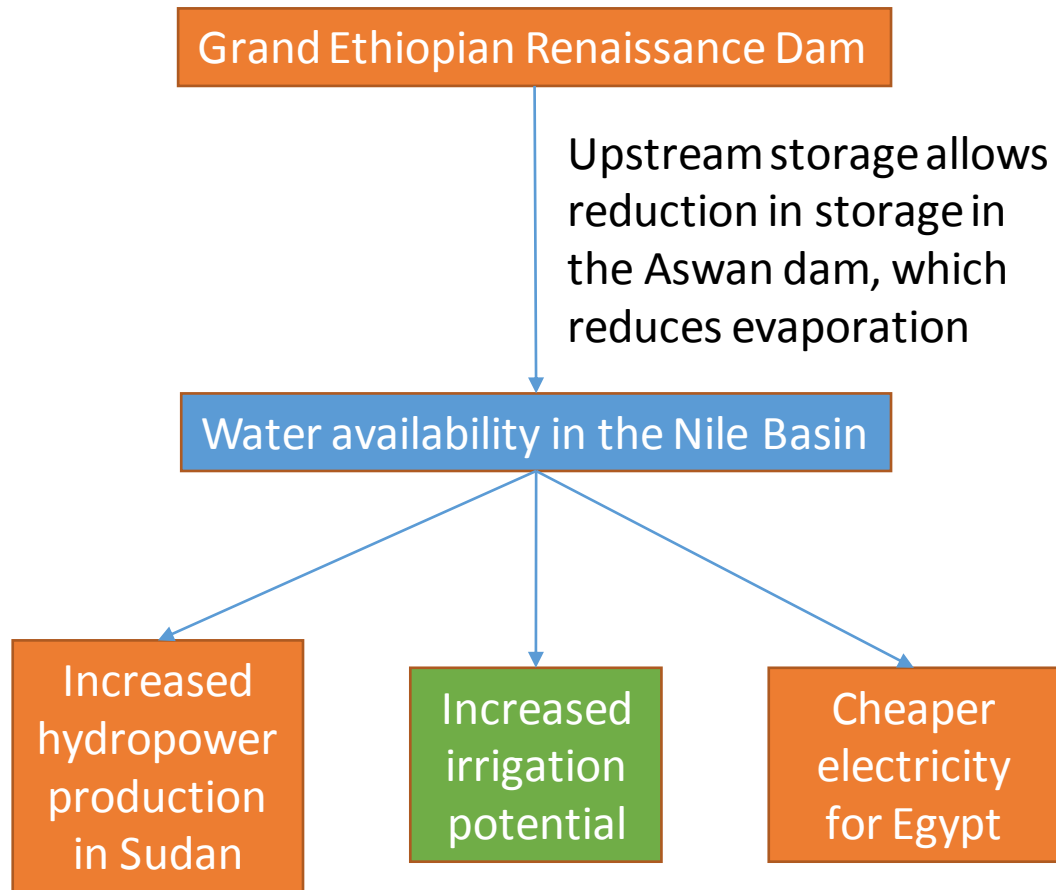 Grand Ethiopian Renaissance Dam
Upstream storage allows
reduction in storage in
the Aswan dam, which
reduces evaporation
Water availability in the Nile Basin
Increased
hydropower
production
in Sudan
Increased
irrigation
potential
Cheaper
electricity
for Egypt